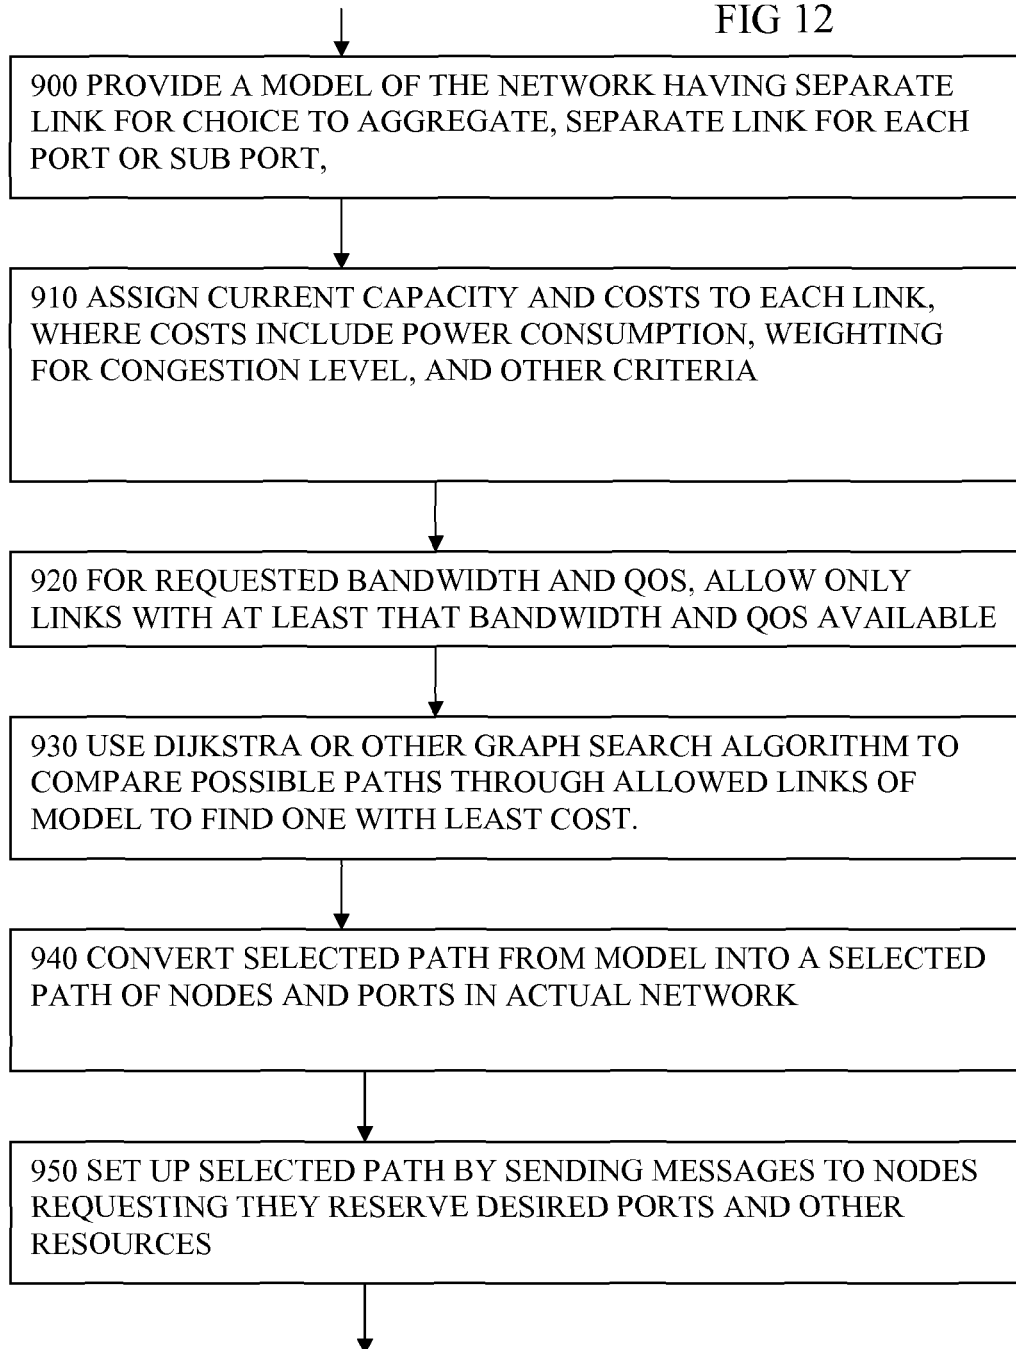 FIG 12
900 PROVIDE A MODEL OF THE NETWORK HAVING SEPARATE
LINK FOR CHOICE TO AGGREGATE, SEPARATE LINK FOR EACH
PORT OR SUB PORT,
910 ASSIGN CURRENT CAPACITY AND COSTS TO EACH LINK,
WHERE COSTS INCLUDE POWER CONSUMPTION, WEIGHTING
FOR CONGESTION LEVEL, AND OTHER CRITERIA
920 FOR REQUESTED BANDWIDTH AND QOS, ALLOW ONLY
LINKS WITH AT LEAST THAT BANDWIDTH AND QOS AVAILABLE
930 USE DIJKSTRA OR OTHER GRAPH SEARCH ALGORITHM TO
COMPARE POSSIBLE PATHS THROUGH ALLOWED LINKS OF
MODEL TO FIND ONE WITH LEAST COST.
940 CONVERT SELECTED PATH FROM MODEL INTO A SELECTED
PATH OF NODES AND PORTS IN ACTUAL NETWORK
950 SET UP SELECTED PATH BY SENDING MESSAGES TO NODES
REQUESTING THEY RESERVE DESIRED PORTS AND OTHER
RESOURCES